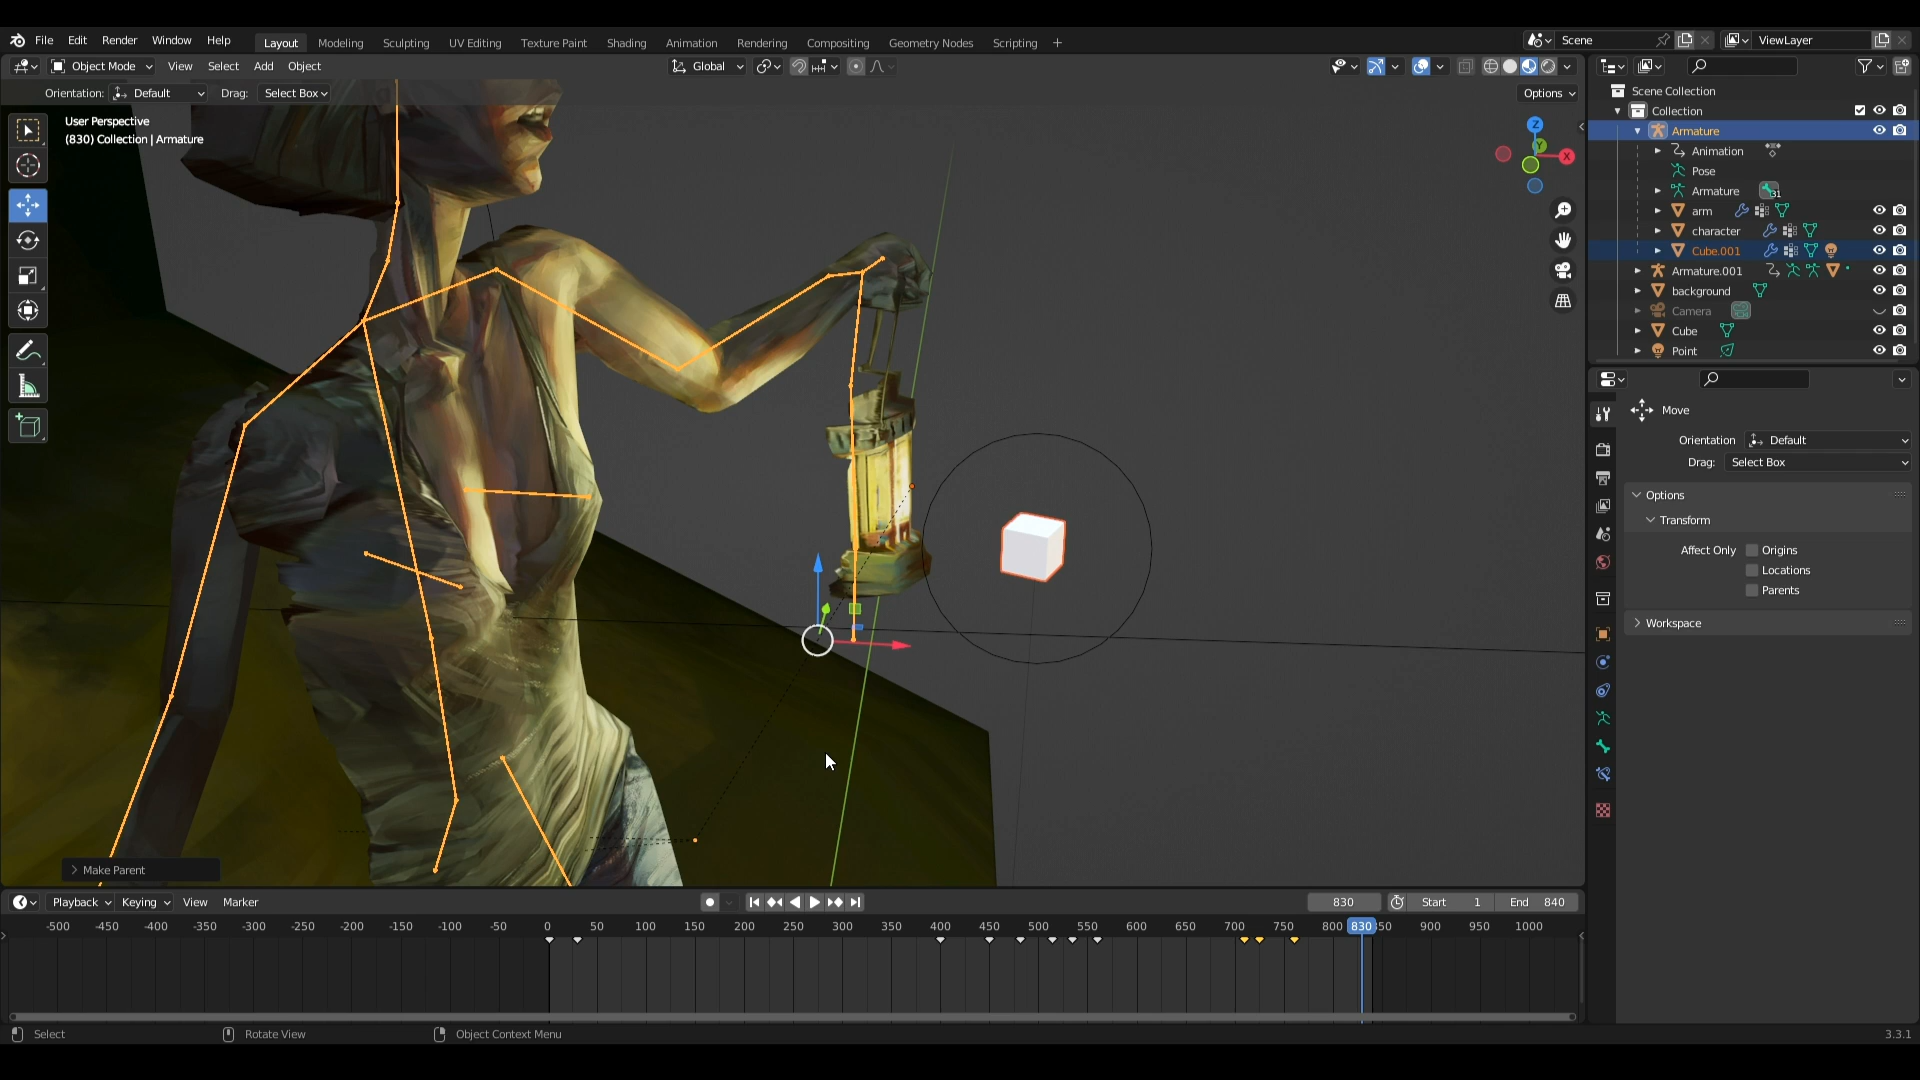 File Edit Render Window Help Layout Modeling Sculpting UV Editing Texture Paint Shading Animation Rendering Compositing Geometry Nodes Scripting + Scene ViewLayer
Object Mode View Select Add Object Global
Orientation: Default Drag: Select Box Options
User Perspective
(830) Collection | Armature
Z
Y
X
Scene Collection
Collection
Armature
Animation
Pose
Armature 31
arm
character
Cube.001
Armature.001
background
Camera
Cube
Point
Move
Orientation Default
Drag: Select Box
Options
Transform
Affect Only Origins
Locations
Parents
Workspace
Make Parent
Playback Keying View Marker 830 Start 1 End 840
-500 -450 -400 -350 -300 -250 -200 -150 -100 -50 0 50 100 150 200 250 300 350 400 450 500 550 600 650 700 750 800 830 50 900 950 1000
Select Rotate View Object Context Menu 3.3.1